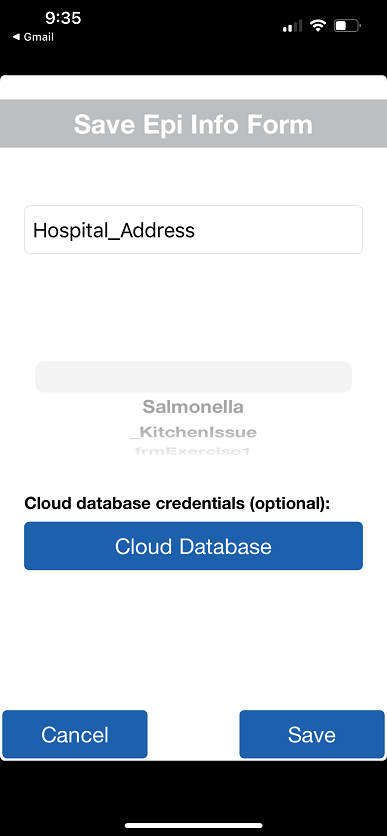 9:35
◀ Gmail
Save Epi Info Form
Hospital_Address
Salmonella
_KitchenIssue
frmExercise1
Cloud database credentials (optional):
Cloud Database
Cancel
Save